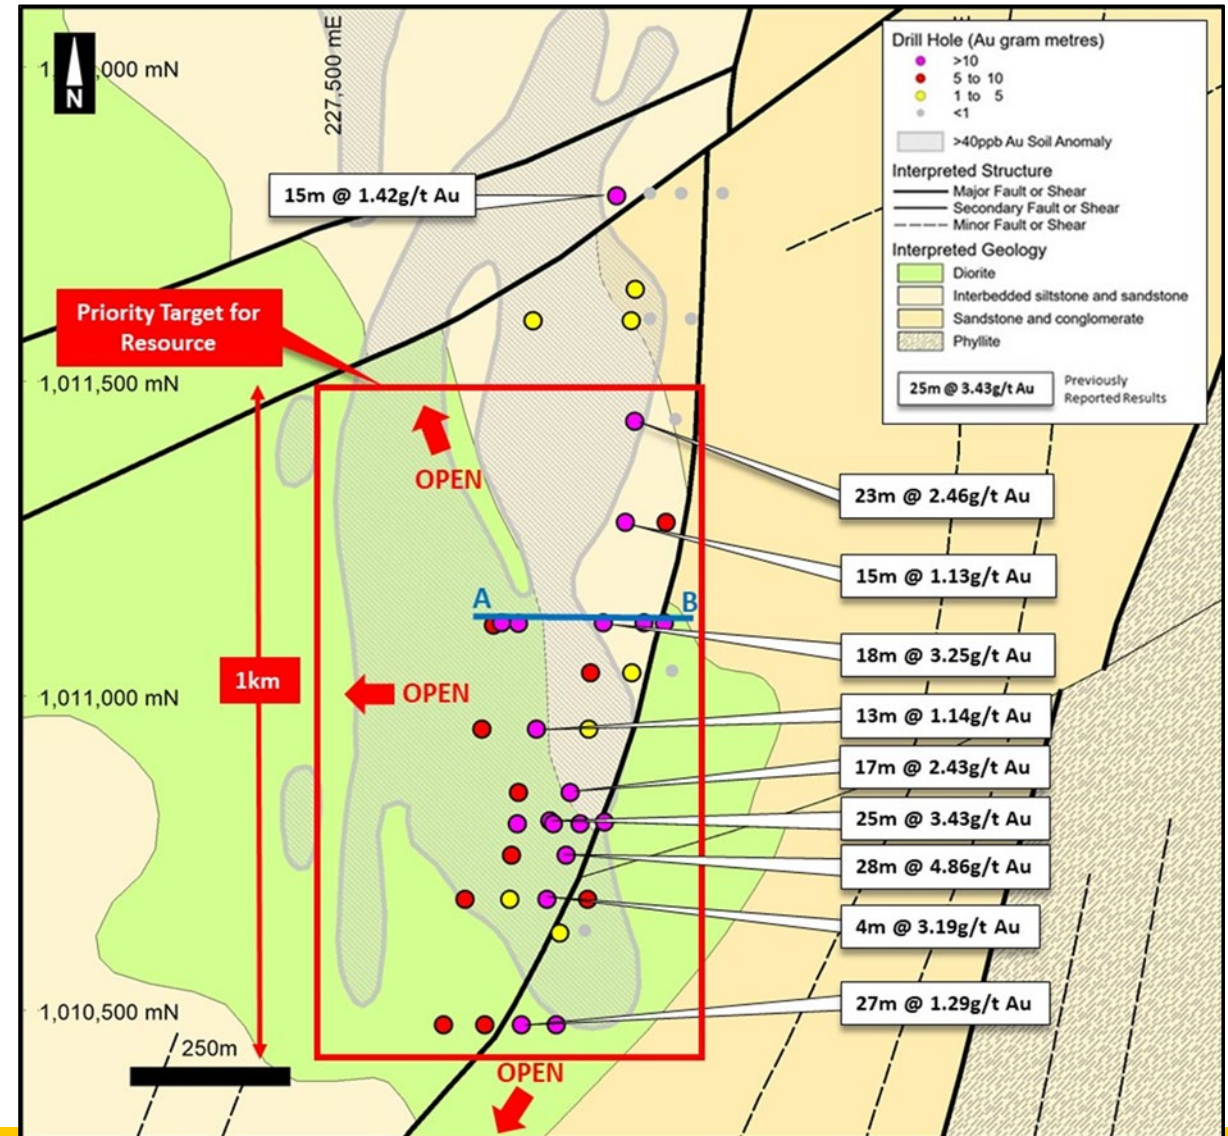 ,000 mN
N
227,500 mE
Drill Hole (Au gram metres)
>10
5 to 10
1 to 5
<1
>40ppb Au Soil Anomaly
Interpreted Structure
Major Fault or Shear
Secondary Fault or Shear
Minor Fault or Shear
Interpreted Geology
Diorite
Interbedded siltstone and sandstone
Sandstone and conglomerate
Phyllite
25m @ 3.43g/t Au
Previously
Reported Results
15m @ 1.42g/t Au
Priority Target for
Resource
1,011,500 mN
OPEN
23m @ 2.46g/t Au
15m @ 1.13g/t Au
A
B
18m @ 3.25g/t Au
1km
OPEN
1,011,000 mN
13m @ 1.14g/t Au
17m @ 2.43g/t Au
25m @ 3.43g/t Au
28m @ 4.86g/t Au
4m @ 3.19g/t Au
27m @ 1.29g/t Au
1,010,500 mN
250m
OPEN